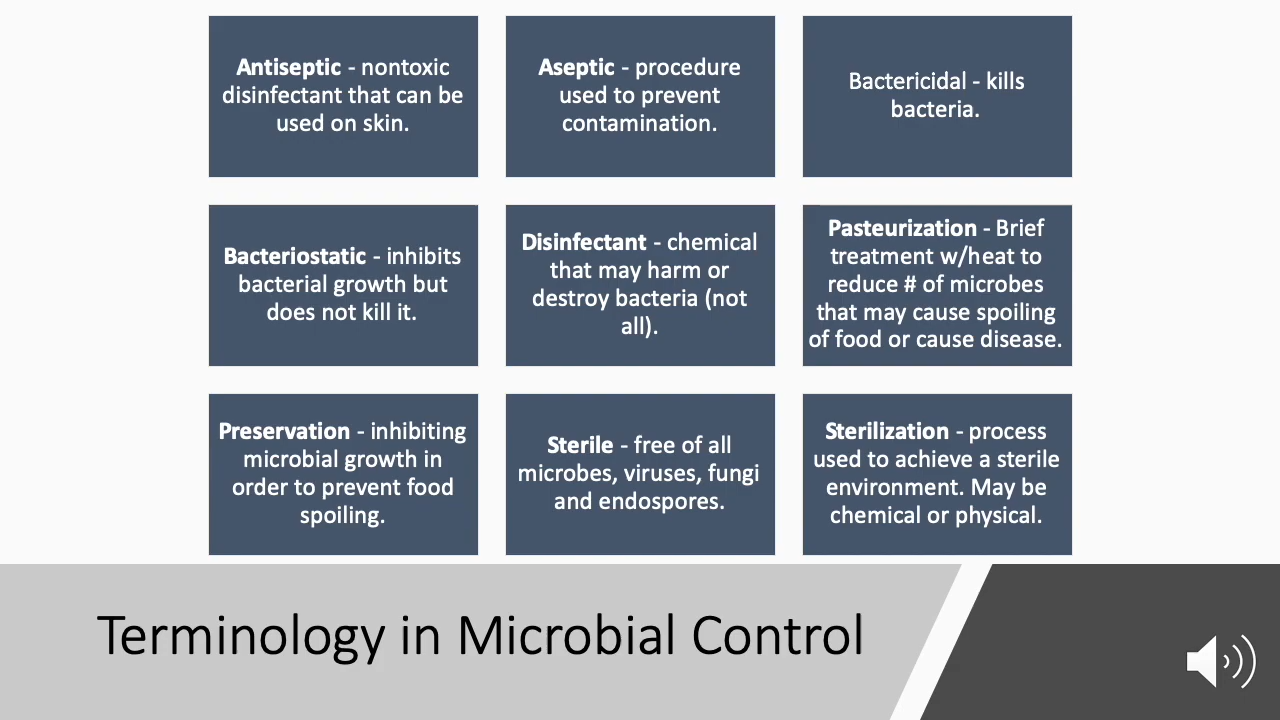 Antiseptic - nontoxic
disinfectant that can be
used on skin.
Aseptic - procedure
used to prevent
contamination.
Bactericidal - kills
bacteria.
Bacteriostatic - inhibits
bacterial growth but
does not kill it.
Disinfectant - chemical
that may harm or
destroy bacteria (not
all).
Pasteurization - Brief
treatment w/heat to
reduce # of microbes
that may cause spoiling
of food or cause disease.
Preservation - inhibiting
microbial growth in
order to prevent food
spoiling.
Sterile - free of all
microbes, viruses, fungi
and endospores.
Sterilization - process
used to achieve a sterile
environment. May be
chemical or physical.
Terminology in Microbial Control